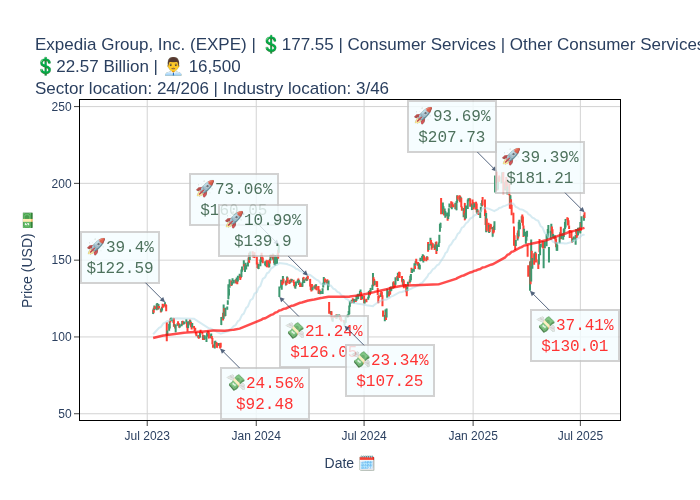 Expedia Group, Inc. (EXPE) | 💲177.55 | Consumer Services | Other Consumer Services
💲22.57 Billion | 👨‍💼 16,500
Sector location: 24/206 | Industry location: 3/46
250
200
150
100
50
Price (USD) 💵
🚀93.69%
$207.73
🚀39.39%
$181.21
🚀73.06%
🚀10.99%
$139.9
🚀39.4%
$122.59
💸21.24%
💸37.41%
$130.01
💸23.34%
$107.25
💸24.56%
$92.48
Jul 2023
Jan 2024
Jul 2024
Jan 2025
Jul 2025
Date 🗓️